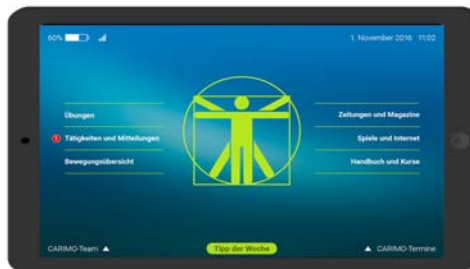 60%
1. November 2016 11:02
Übungen
Zeitungen und Magazine
1 Tätigkeiten und Mitteilungen
Spiele und Internet
Bewegungsübersicht
Handbuch und Kurse
CARIMO-Team
Tipp der Woche
CARIMO-Termine